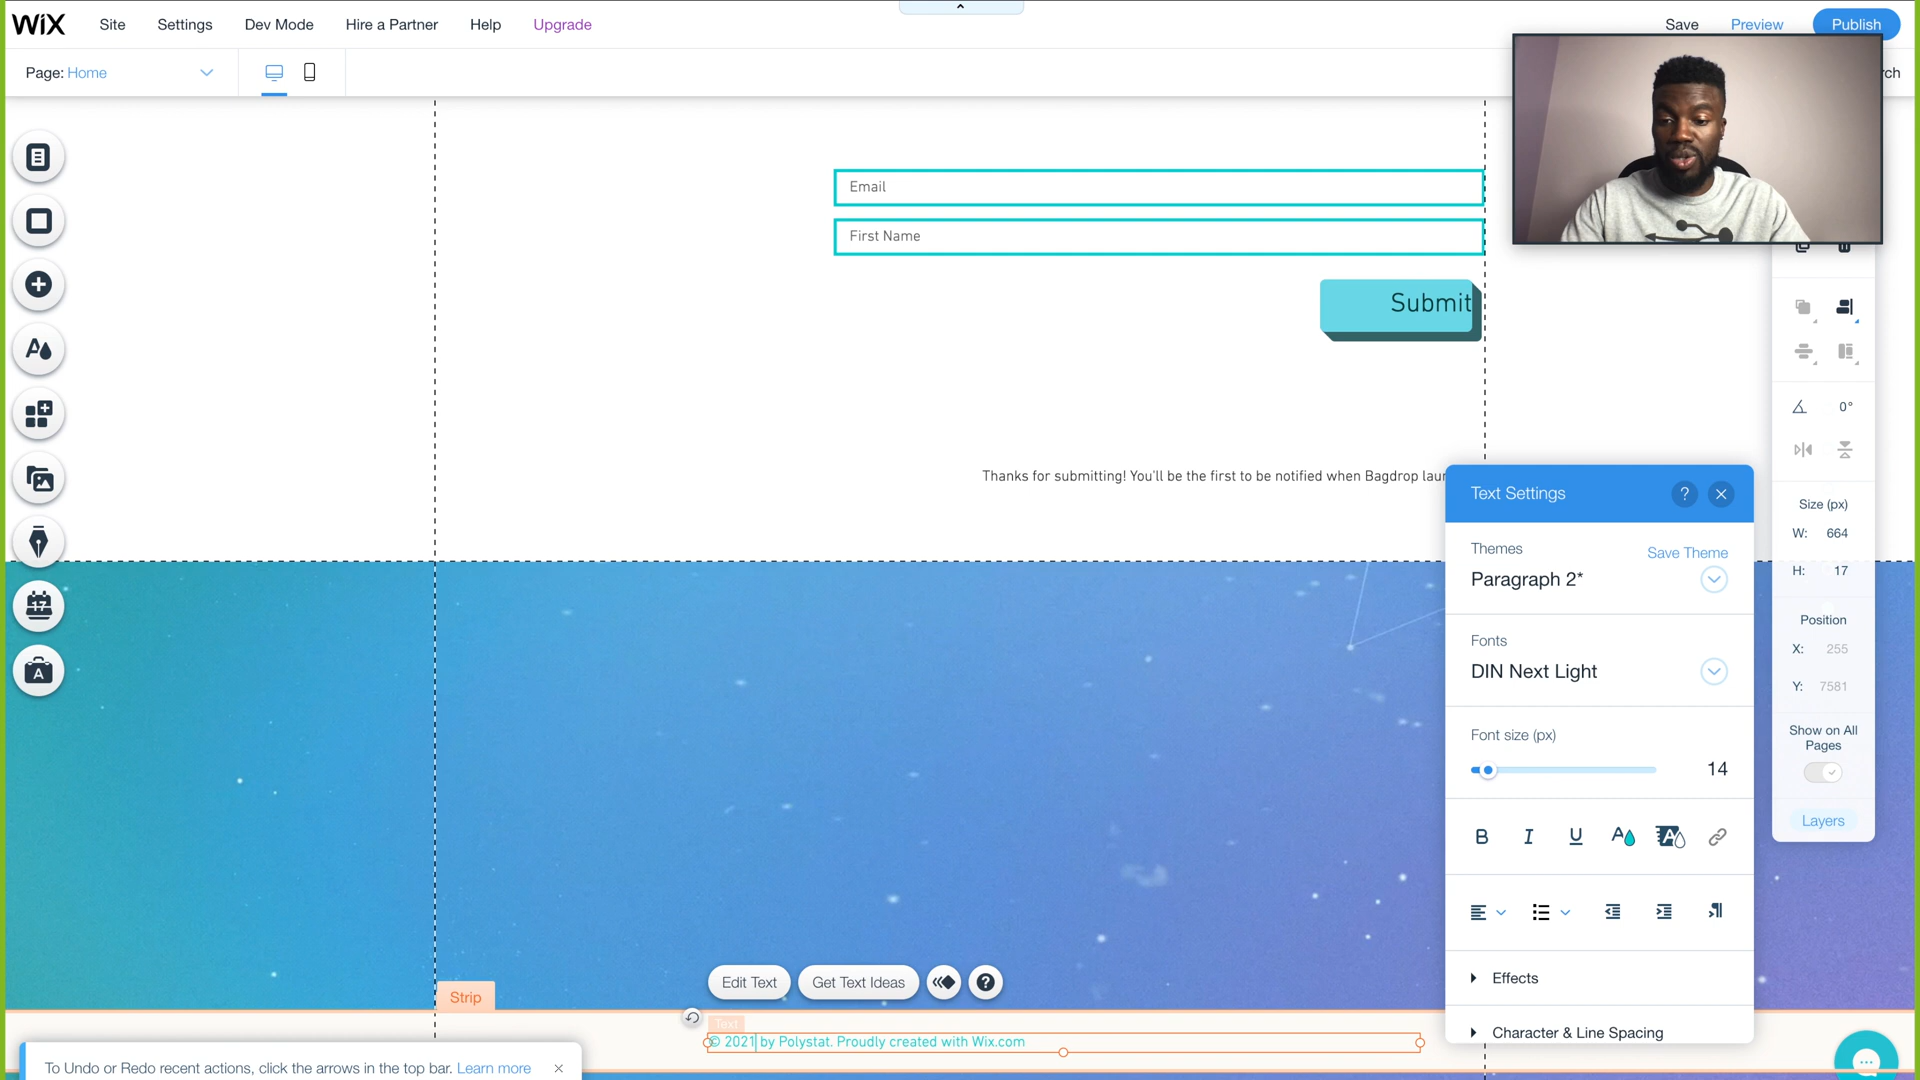 WiX
Site
Settings
Dev Mode
Hire a Partner
Help
Upgrade
Save
Preview
Publish
Page: Home
rch
Email
First Name
Submit
Thanks for submitting! You'll be the first to be notified when Bagdrop lau
Text Settings
?
Themes
Save Theme
Paragraph 2*
Fonts
DIN Next Light
Font size (px)
14
B I U A A
Effects
Character & Line Spacing
0°
Size (px)
W: 664
H: 17
Position
X: 255
Y: 7581
Show on All
Pages
Layers
17
A
Strip
Edit Text
Get Text Ideas
?
Text
© 2021 by Polystat. Proudly created with Wix.com
To Undo or Redo recent actions, click the arrows in the top bar. Learn more